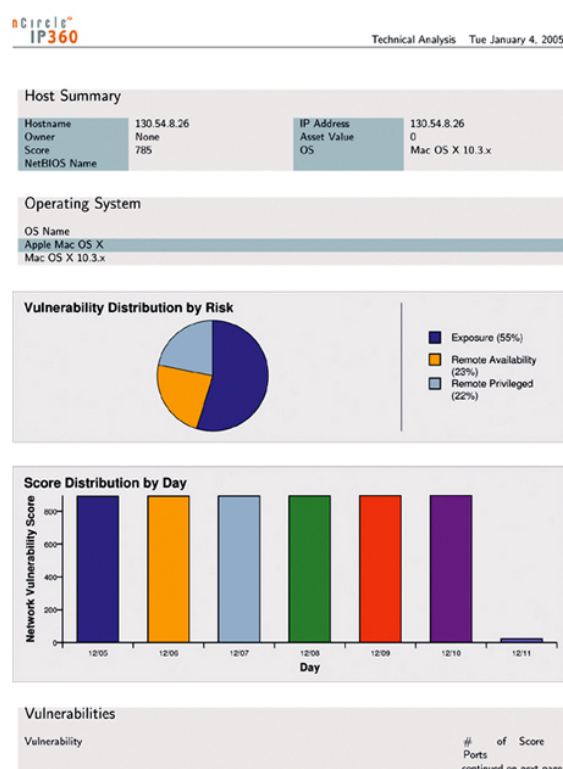 nCircle
IP360
Technical Analysis Tue January 4, 2005
Host Summary
Hostname 130.54.8.26 IP Address 130.54.8.26
Owner None Asset Value 0
Score 785 OS Mac OS X 10.3.x
NetBIOS Name
Operating System
OS Name
Apple Mac OS X
Mac OS X 10.3.x
Vulnerability Distribution by Risk
Exposure (55%)
Remote Availability
(23%)
Remote Privileged
(22%)
Score Distribution by Day
Network Vulnerability Score
800
600
400
200
0
12/05 12/06 12/07 12/08 12/09 12/10 12/11
Day
Vulnerabilities
Vulnerability # of Score
Ports
continued on next page